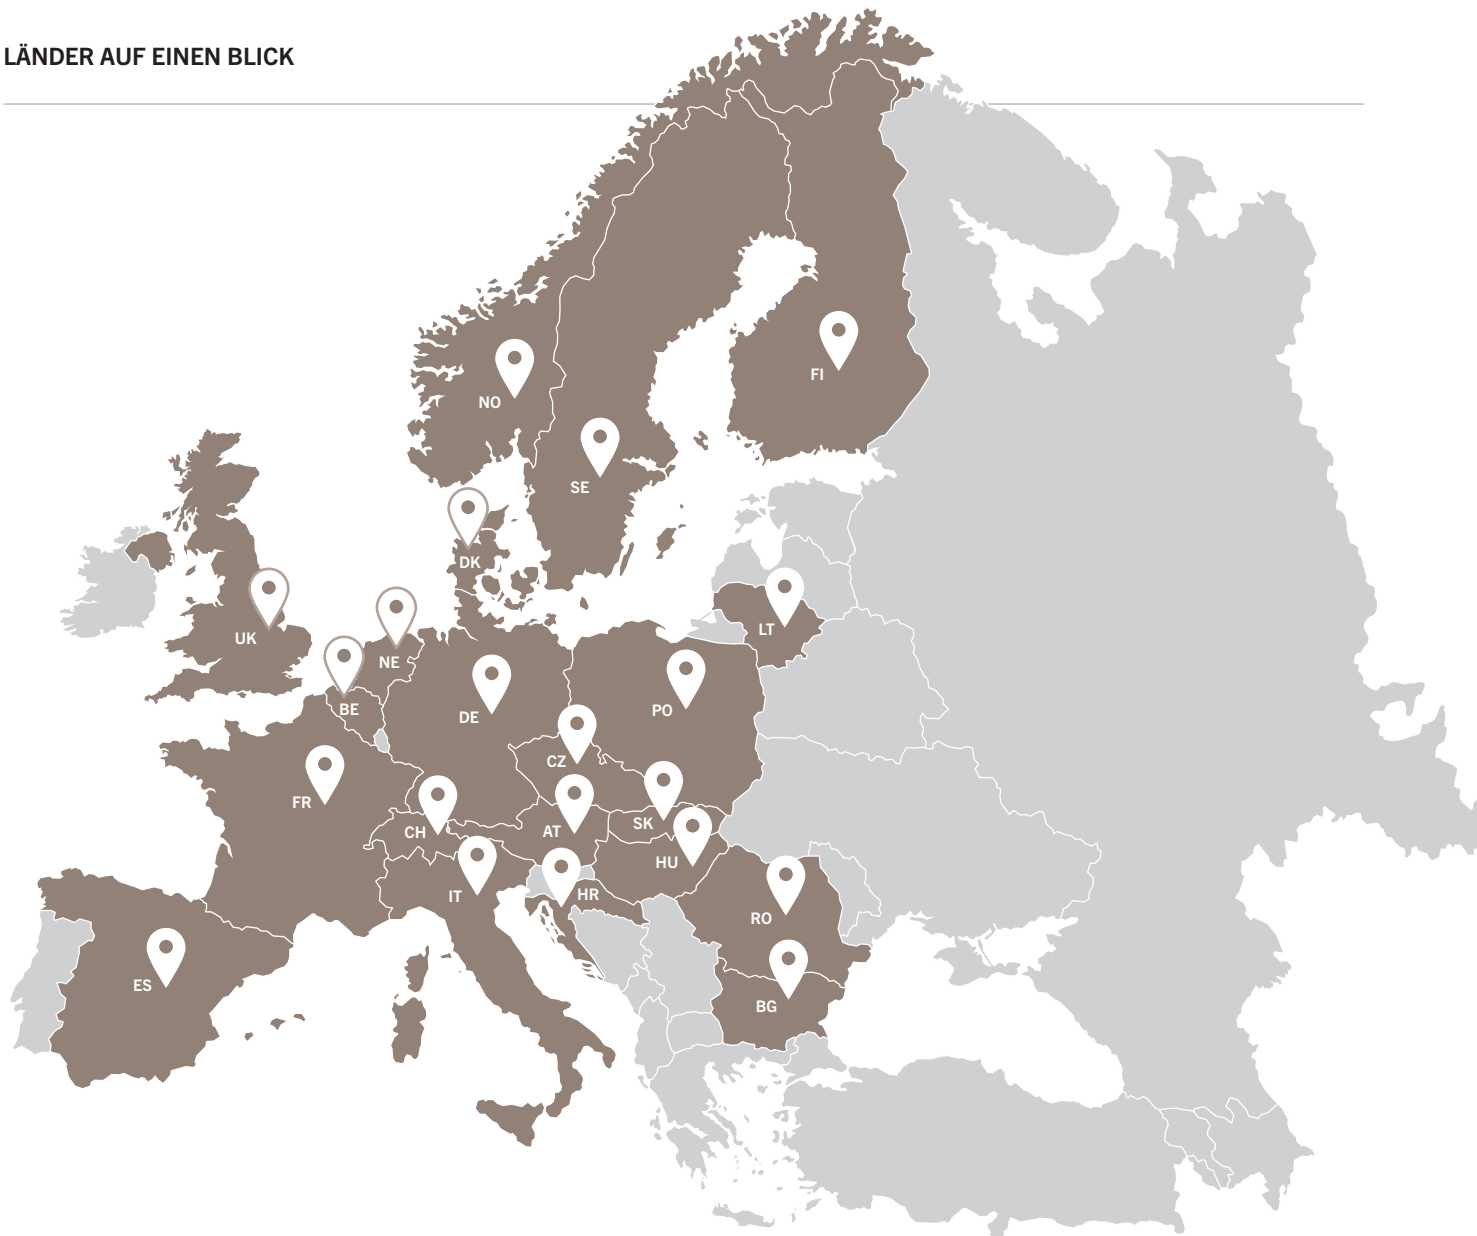 LÄNDER AUF EINEN BLICK
FI
NO
SE
DK
LT
UK
NE
BE
PO
DE
CZ
FR
SK
AT
CH
HU
HR
IT
RO
ES
BG